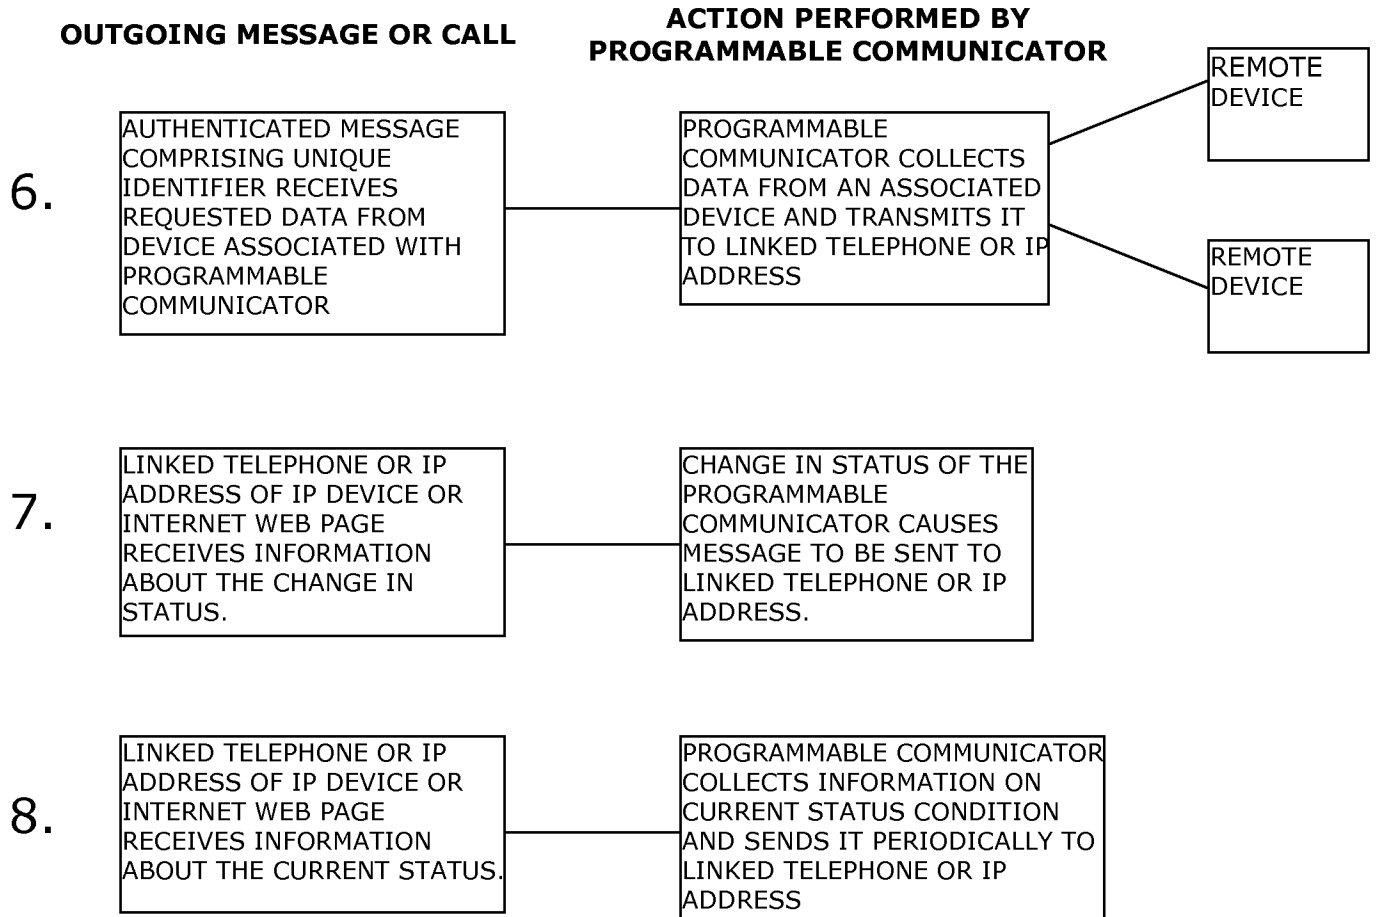 OUTGOING MESSAGE OR CALL
ACTION PERFORMED BY
PROGRAMMABLE COMMUNICATOR
6.
AUTHENTICATED MESSAGE
COMPRISING UNIQUE
IDENTIFIER RECEIVES
REQUESTED DATA FROM
DEVICE ASSOCIATED WITH
PROGRAMMABLE
COMMUNICATOR
PROGRAMMABLE
COMMUNICATOR COLLECTS
DATA FROM AN ASSOCIATED
DEVICE AND TRANSMITS IT
TO LINKED TELEPHONE OR IP
ADDRESS
REMOTE
DEVICE
REMOTE
DEVICE
7.
LINKED TELEPHONE OR IP
ADDRESS OF IP DEVICE OR
INTERNET WEB PAGE
RECEIVES INFORMATION
ABOUT THE CHANGE IN
STATUS.
CHANGE IN STATUS OF THE
PROGRAMMABLE
COMMUNICATOR CAUSES
MESSAGE TO BE SENT TO
LINKED TELEPHONE OR IP
ADDRESS.
8.
LINKED TELEPHONE OR IP
ADDRESS OF IP DEVICE OR
INTERNET WEB PAGE
RECEIVES INFORMATION
ABOUT THE CURRENT STATUS.
PROGRAMMABLE COMMUNICATOR
COLLECTS INFORMATION ON
CURRENT STATUS CONDITION
AND SENDS IT PERIODICALLY TO
LINKED TELEPHONE OR IP
ADDRESS